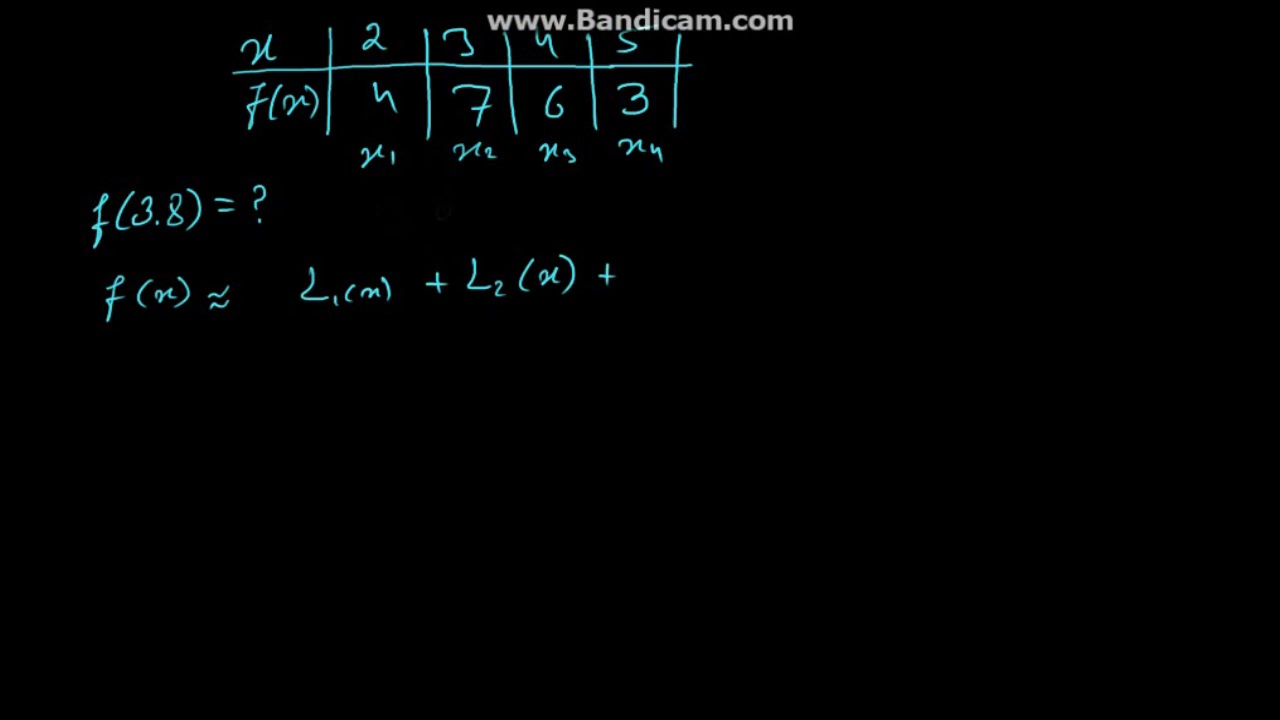 www.Bandicam.com
x 2 3 4 5
f(x) 4 7 6 3
x₁ x₂ x₃ x₄
f(3.8) = ?
f(x) ≈ L₁(x) + L₂(x) +